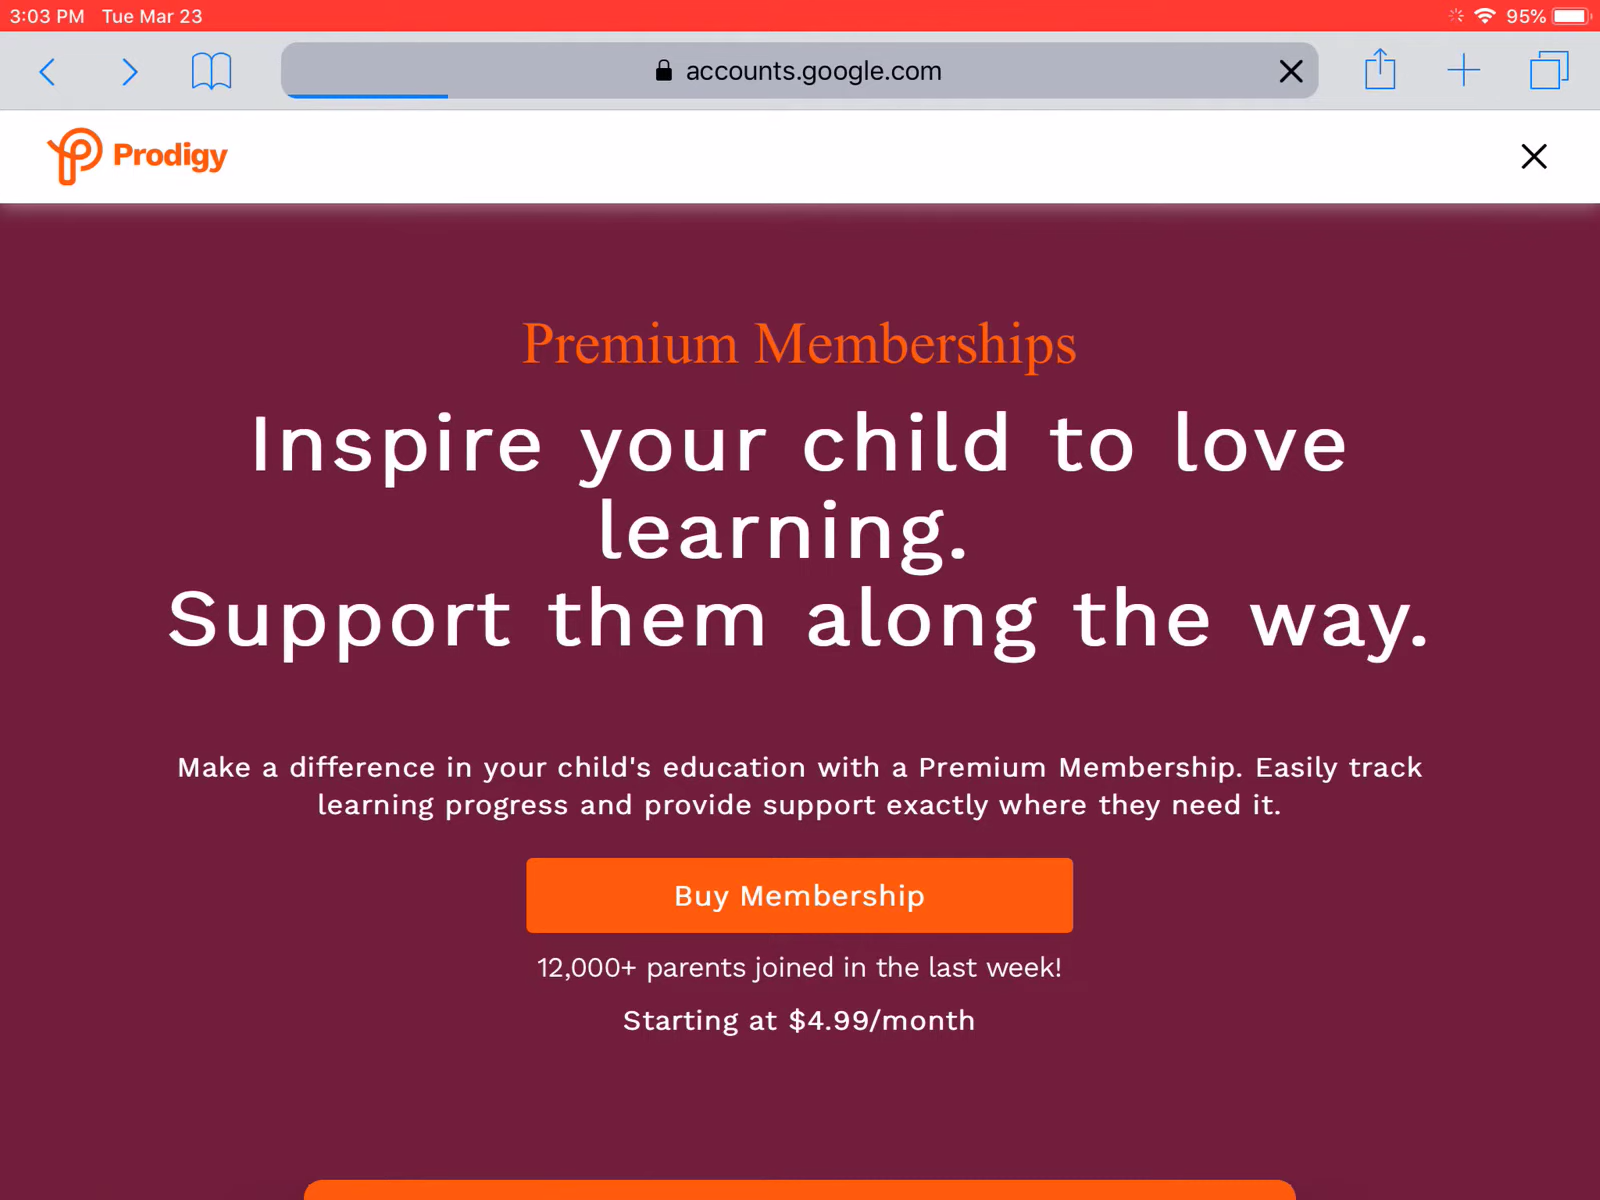 3:03 PM Tue Mar 23 95%
accounts.google.com
Prodigy
Premium Memberships
Inspire your child to love
learning.
Support them along the way.
Make a difference in your child's education with a Premium Membership. Easily track
learning progress and provide support exactly where they need it.
Buy Membership
12,000+ parents joined in the last week!
Starting at $4.99/month